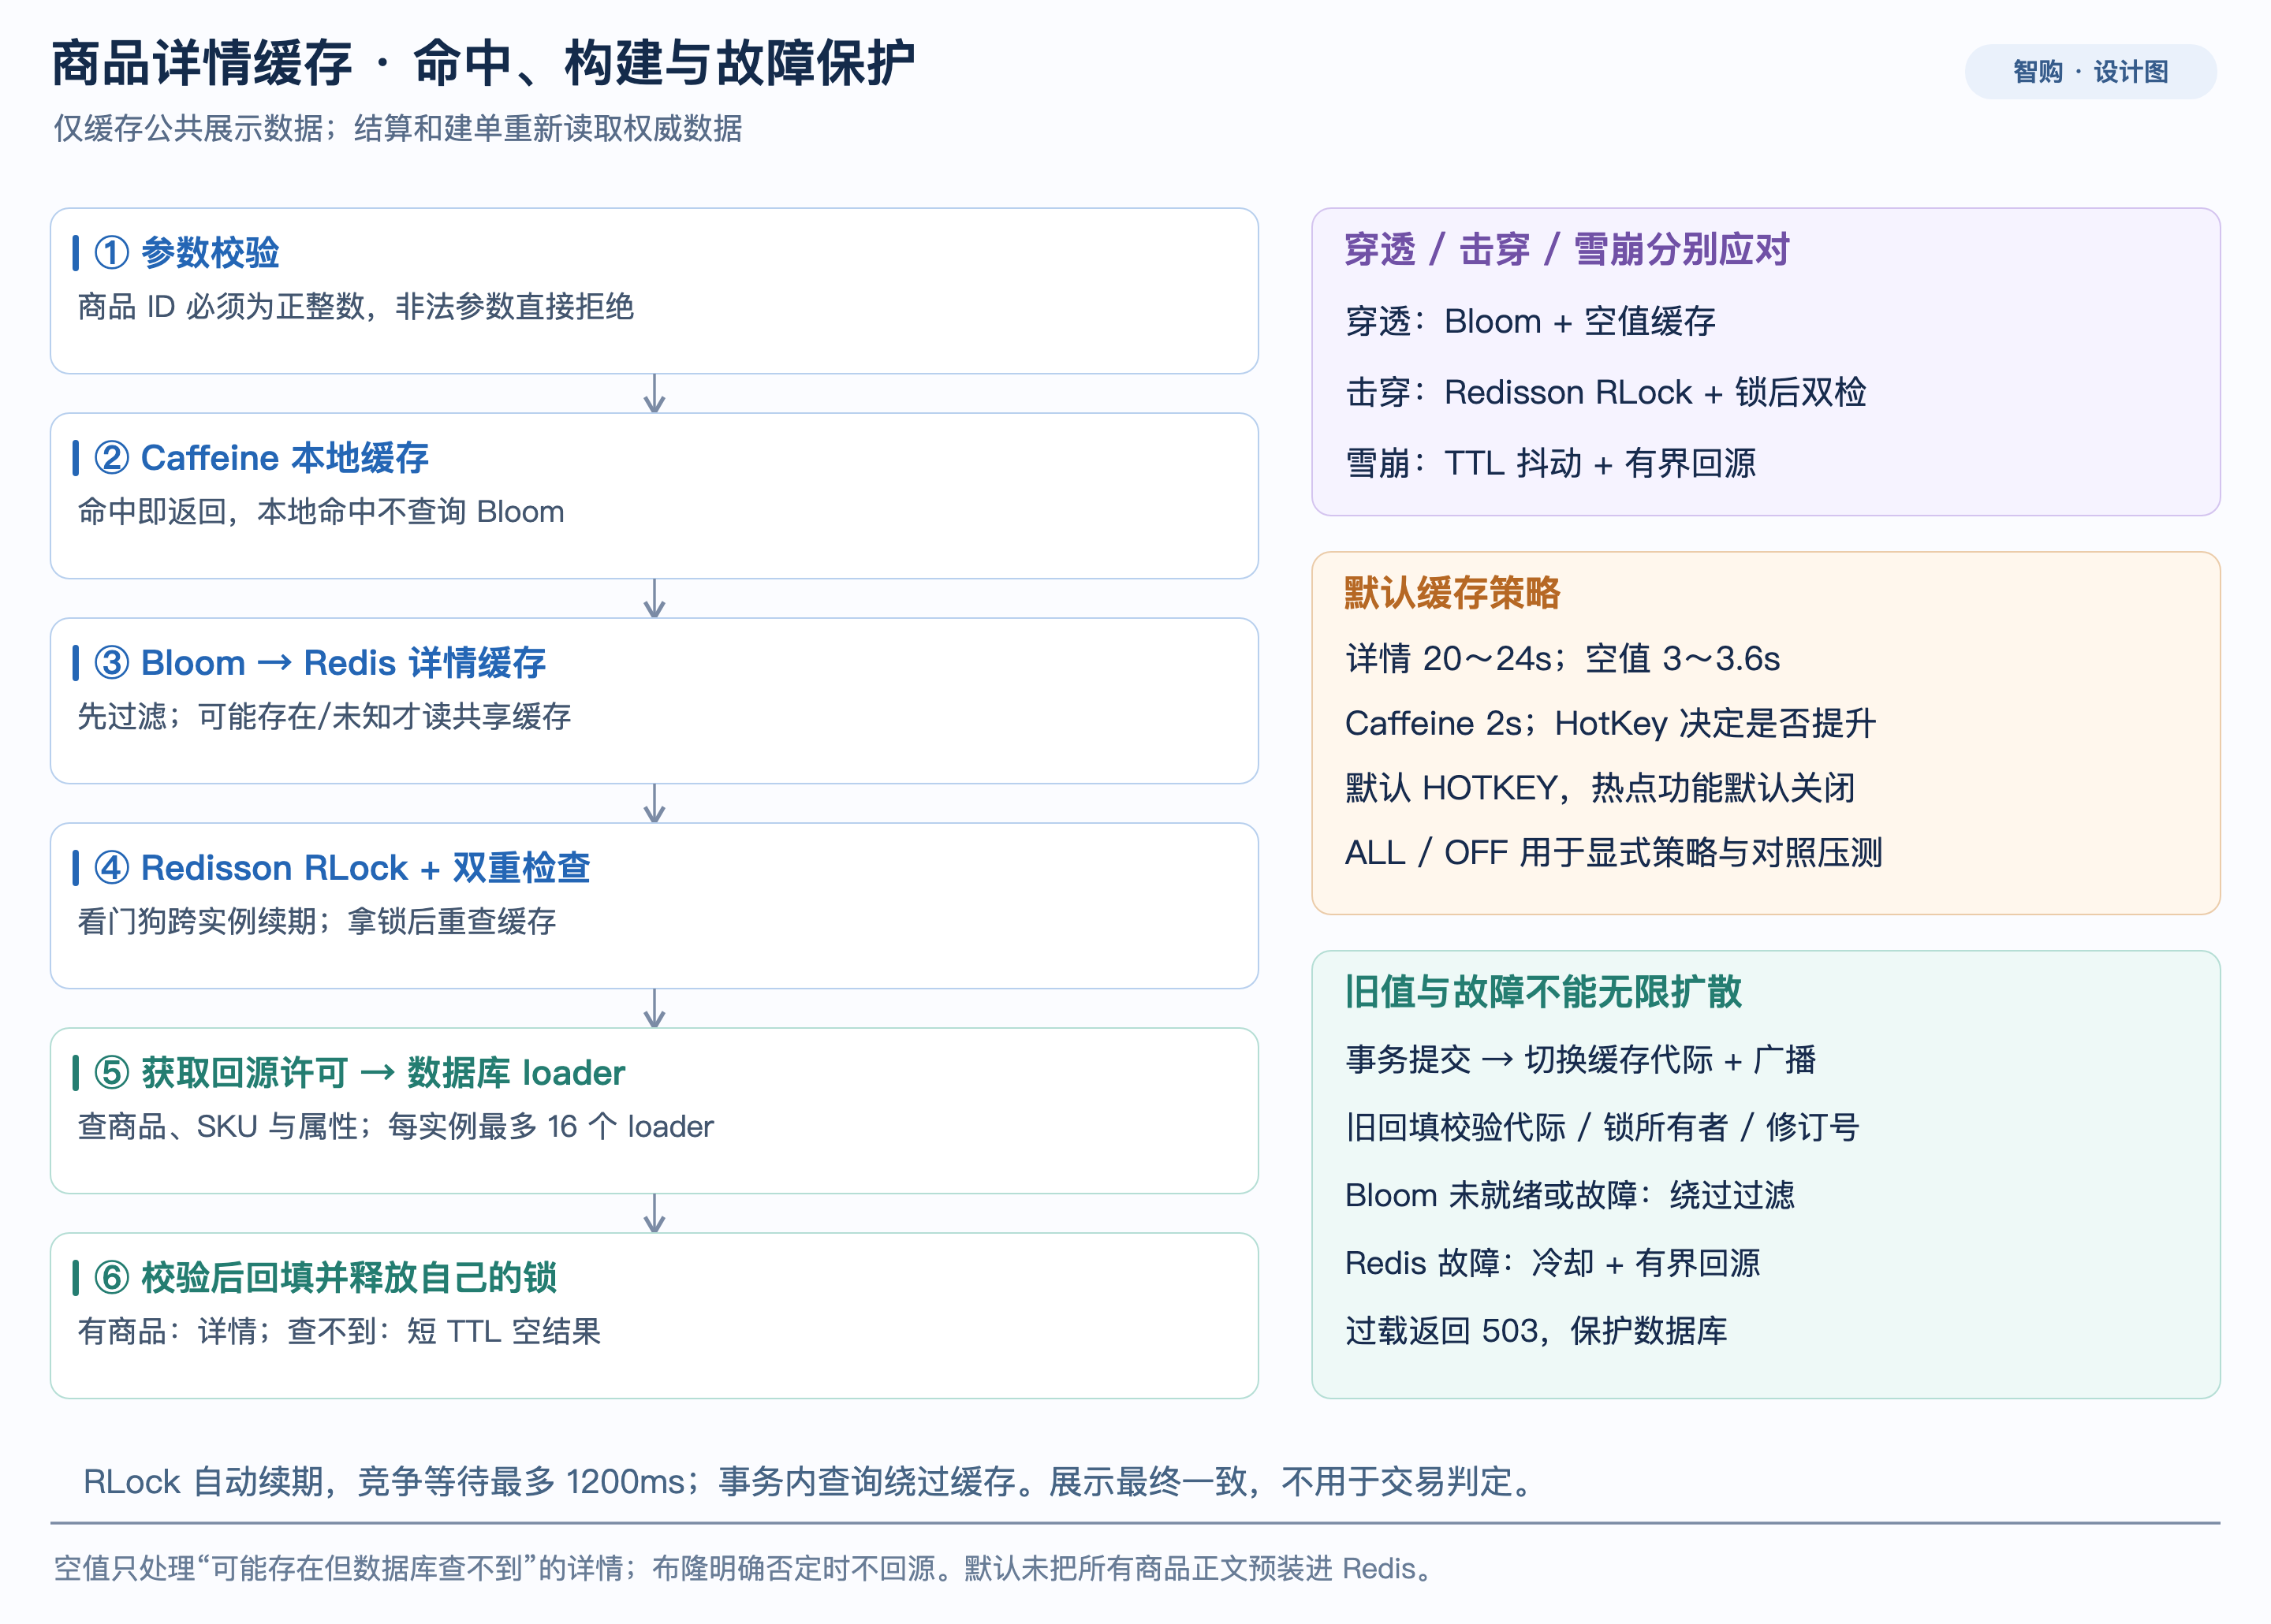 商品详情缓存 · 命中、构建与故障保护
智购 · 设计图
仅缓存公共展示数据；结算和建单重新读取权威数据
① 参数校验
商品 ID 必须为正整数，非法参数直接拒绝
② Caffeine 本地缓存
命中即返回，本地命中不查询 Bloom
③ Bloom → Redis 详情缓存
先过滤；可能存在/未知才读共享缓存
④ Redisson RLock + 双重检查
看门狗跨实例续期；拿锁后重查缓存
⑤ 获取回源许可 → 数据库 loader
查商品、SKU 与属性；每实例最多 16 个 loader
⑥ 校验后回填并释放自己的锁
有商品：详情；查不到：短 TTL 空结果
穿透 / 击穿 / 雪崩分别应对
穿透：Bloom + 空值缓存
击穿：Redisson RLock + 锁后双检
雪崩：TTL 抖动 + 有界回源
默认缓存策略
详情 20～24s；空值 3～3.6s
Caffeine 2s；HotKey 决定是否提升
默认 HOTKEY，热点功能默认关闭
ALL / OFF 用于显式策略与对照压测
旧值与故障不能无限扩散
事务提交 → 切换缓存代际 + 广播
旧回填校验代际 / 锁所有者 / 修订号
Bloom 未就绪或故障：绕过过滤
Redis 故障：冷却 + 有界回源
过载返回 503，保护数据库
RLock 自动续期，竞争等待最多 1200ms；事务内查询绕过缓存。展示最终一致，不用于交易判定。
空值只处理“可能存在但数据库查不到”的详情；布隆明确否定时不回源。默认未把所有商品正文预装进 Redis。